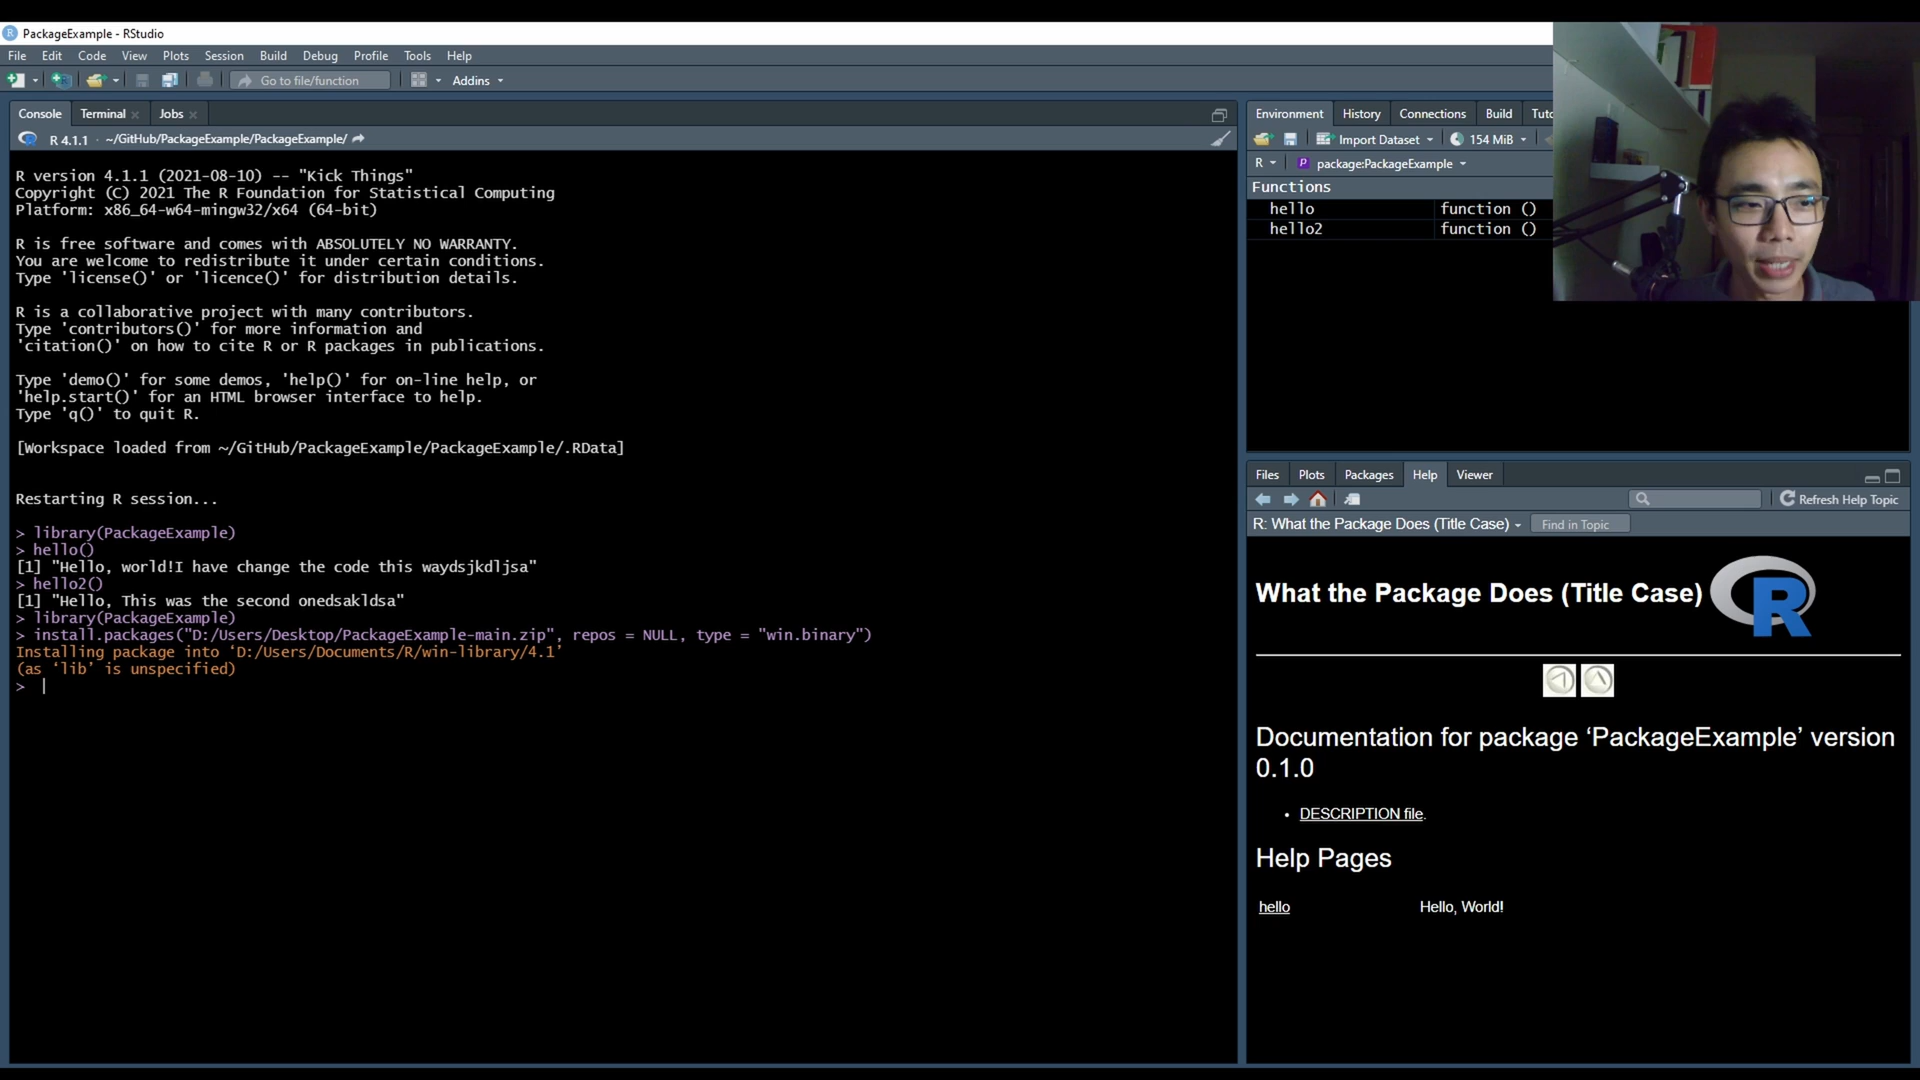 PackageExample - RStudio
File Edit Code View Plots Session Build Debug Profile Tools Help
Go to file/function Addins
Console Terminal Jobs
R 4.1.1 · ~/GitHub/PackageExample/PackageExample/
R version 4.1.1 (2021-08-10) -- "Kick Things"
Copyright (C) 2021 The R Foundation for Statistical Computing
Platform: x86_64-w64-mingw32/x64 (64-bit)
R is free software and comes with ABSOLUTELY NO WARRANTY.
You are welcome to redistribute it under certain conditions.
Type 'license()' or 'licence()' for distribution details.
R is a collaborative project with many contributors.
Type 'contributors()' for more information and
'citation()' on how to cite R or R packages in publications.
Type 'demo()' for some demos, 'help()' for on-line help, or
'help.start()' for an HTML browser interface to help.
Type 'q()' to quit R.
[Workspace loaded from ~/GitHub/PackageExample/PackageExample/.RData]
Restarting R session...
> library(PackageExample)
> hello()
[1] "Hello, world!I have change the code this waydsjkdljsa"
> hello2()
[1] "Hello, This was the second onedsakldsa"
> library(PackageExample)
> install.packages("D:/Users/Desktop/PackageExample-main.zip", repos = NULL, type = "win.binary")
Installing package into ‘D:/Users/Documents/R/win-library/4.1’
(as ‘lib’ is unspecified)
>
Environment History Connections Build Tuto
Import Dataset 154 MiB
R package:PackageExample
Functions
hello function ()
hello2 function ()
Files Plots Packages Help Viewer
Refresh Help Topic
R: What the Package Does (Title Case) Find in Topic
What the Package Does (Title Case)
Documentation for package ‘PackageExample’ version
0.1.0
• DESCRIPTION file.
Help Pages
hello Hello, World!